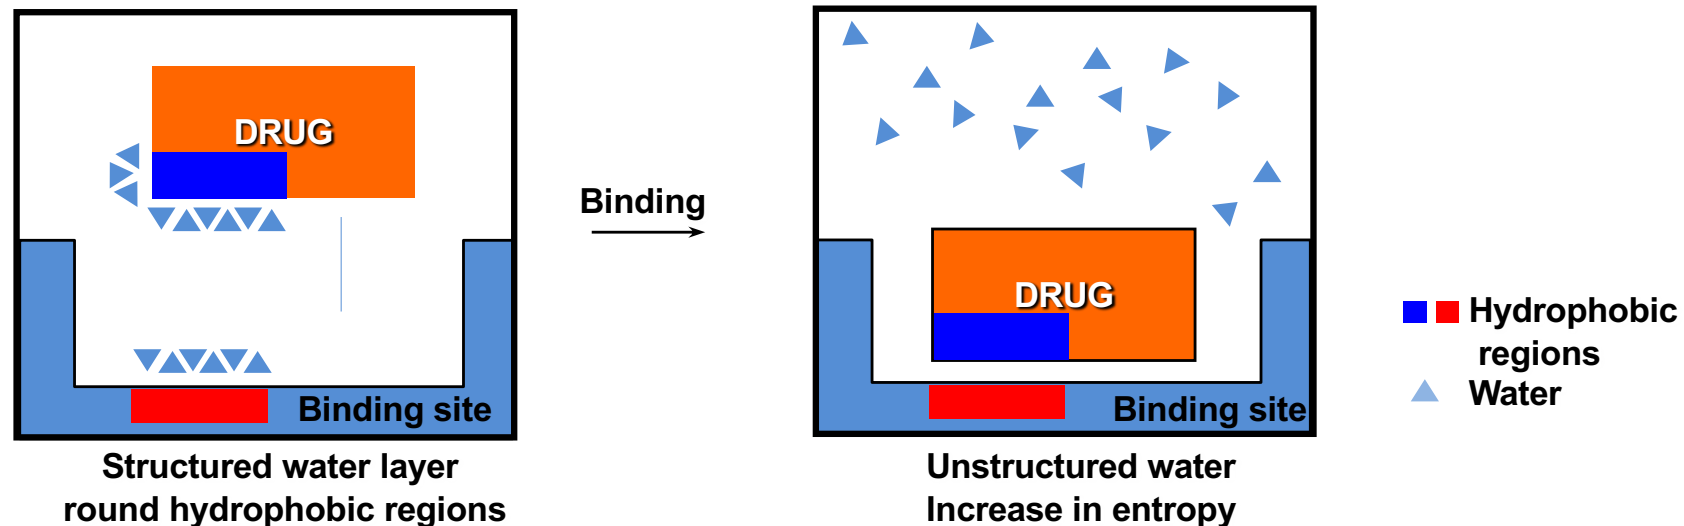 DRUG
Binding site
Structured water layer
round hydrophobic regions
Binding
DRUG
Binding site
Unstructured water
Increase in entropy
Hydrophobic
regions
Water